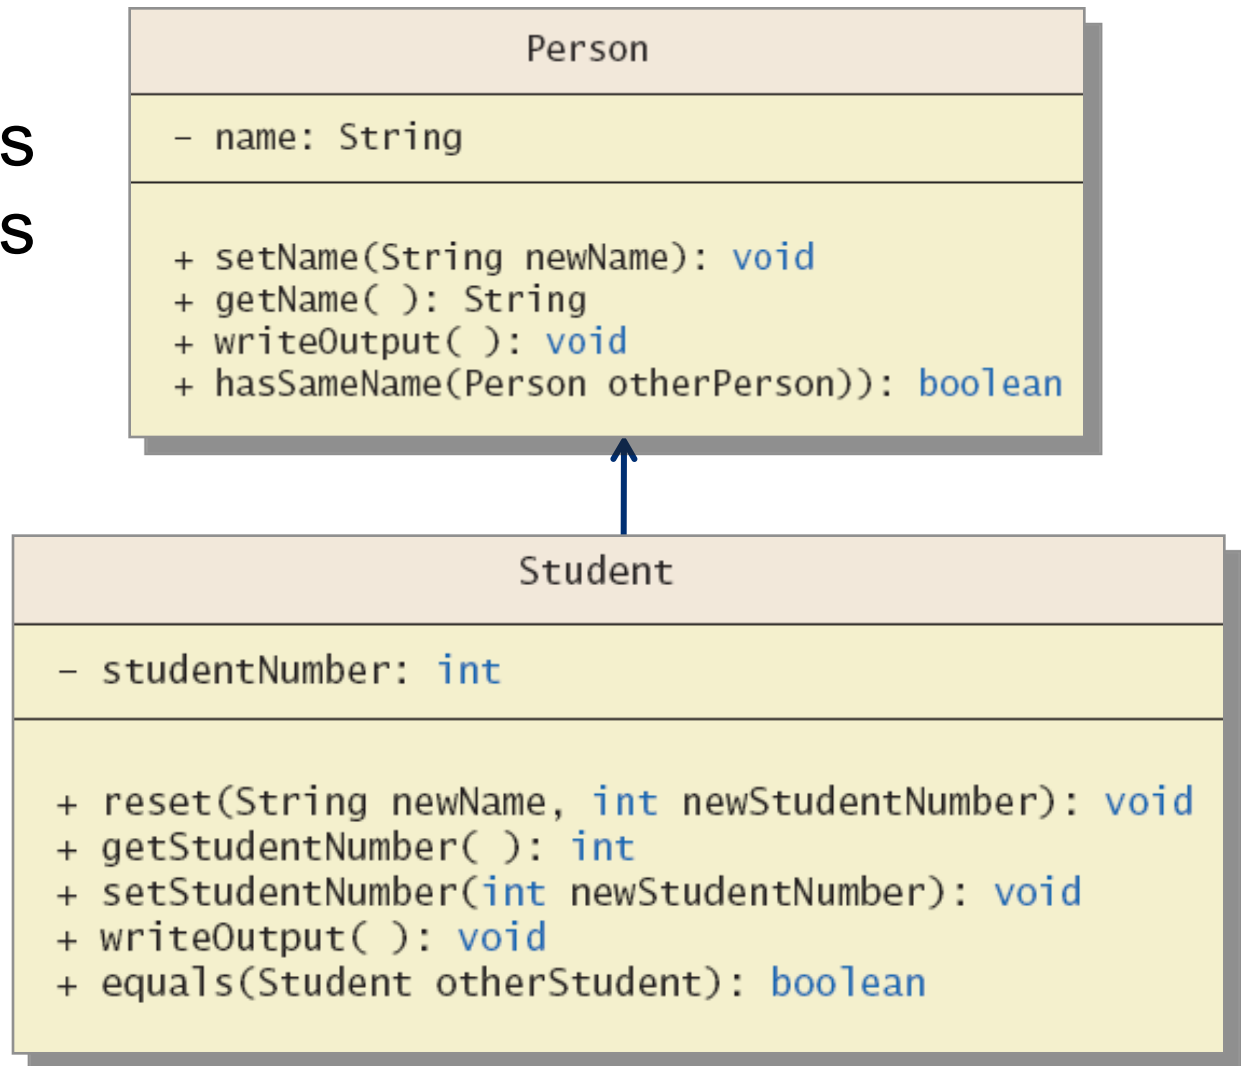 Person
s
– name: String
s
+ setName(String newName): void
+ getName( ): String
+ writeOutput( ): void
+ hasSameName(Person otherPerson)): boolean
Student
– studentNumber: int
+ reset(String newName, int newStudentNumber): void
+ getStudentNumber( ): int
+ setStudentNumber(int newStudentNumber): void
+ writeOutput( ): void
+ equals(Student otherStudent): boolean